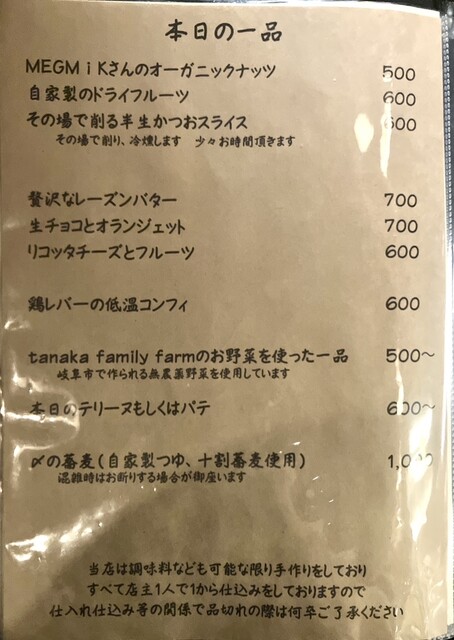 本日の一品
MEGMiKさんのオーガニックナッツ 500
自家製のドライフルーツ 600
その場で削る半生かつおスライス 600
その場で削り、冷燻します 少々お時間頂きます
贅沢なレーズンバター 700
生チョコとオランジェット 700
リコッタチーズとフルーツ 600
鶏レバーの低温コンフィ 600
tanaka family farmのお野菜を使った一品 500〜
岐阜市で作られる無農薬野菜を使用しています
本日のテリーヌもしくはパテ 600〜
〆の蕎麦(自家製つゆ、十割蕎麦使用) 1,000
混雑時はお断りする場合が御座います
当店は調味料なども可能な限り手作りをしており
すべて店主1人で1から仕込みをしておりますので
仕入れ仕込み等の関係で品切れの際は何卒ご了承ください